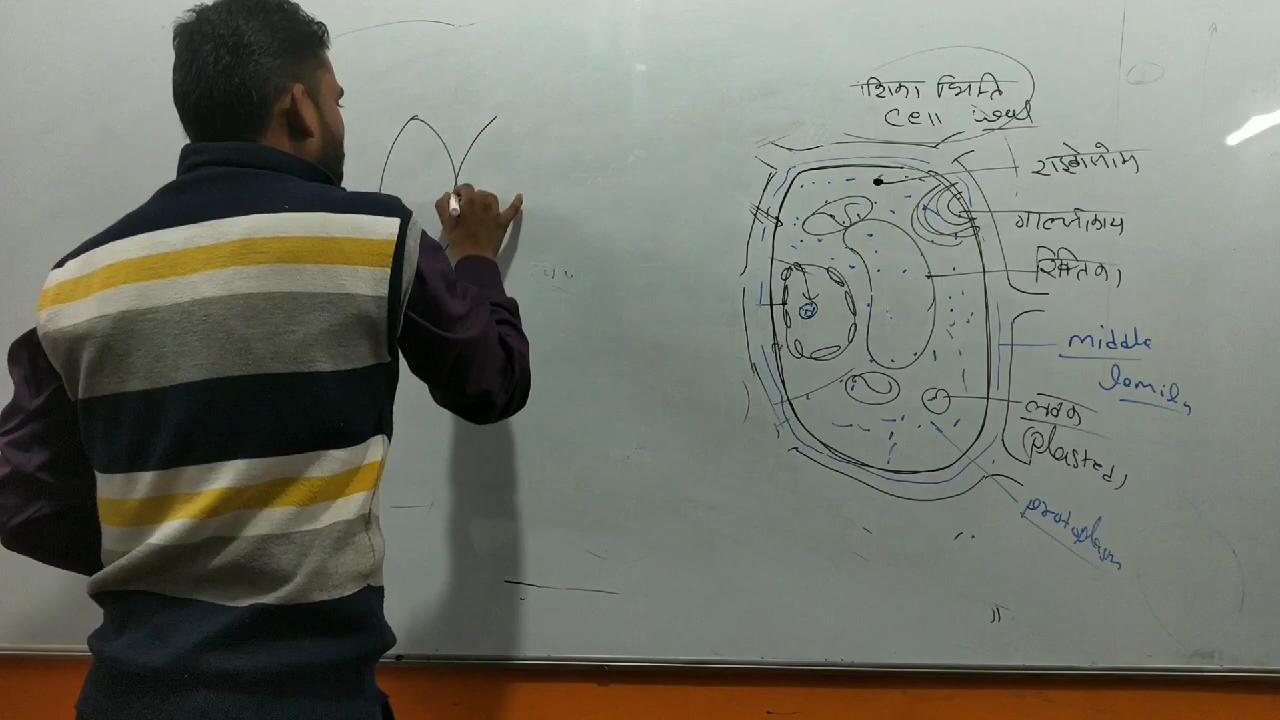 भित्ति
Cell wall
राइबोसोम
गाल्जीकाय
रिक्तिका
middle
lamila
लवक
(plasted)
protoplasm